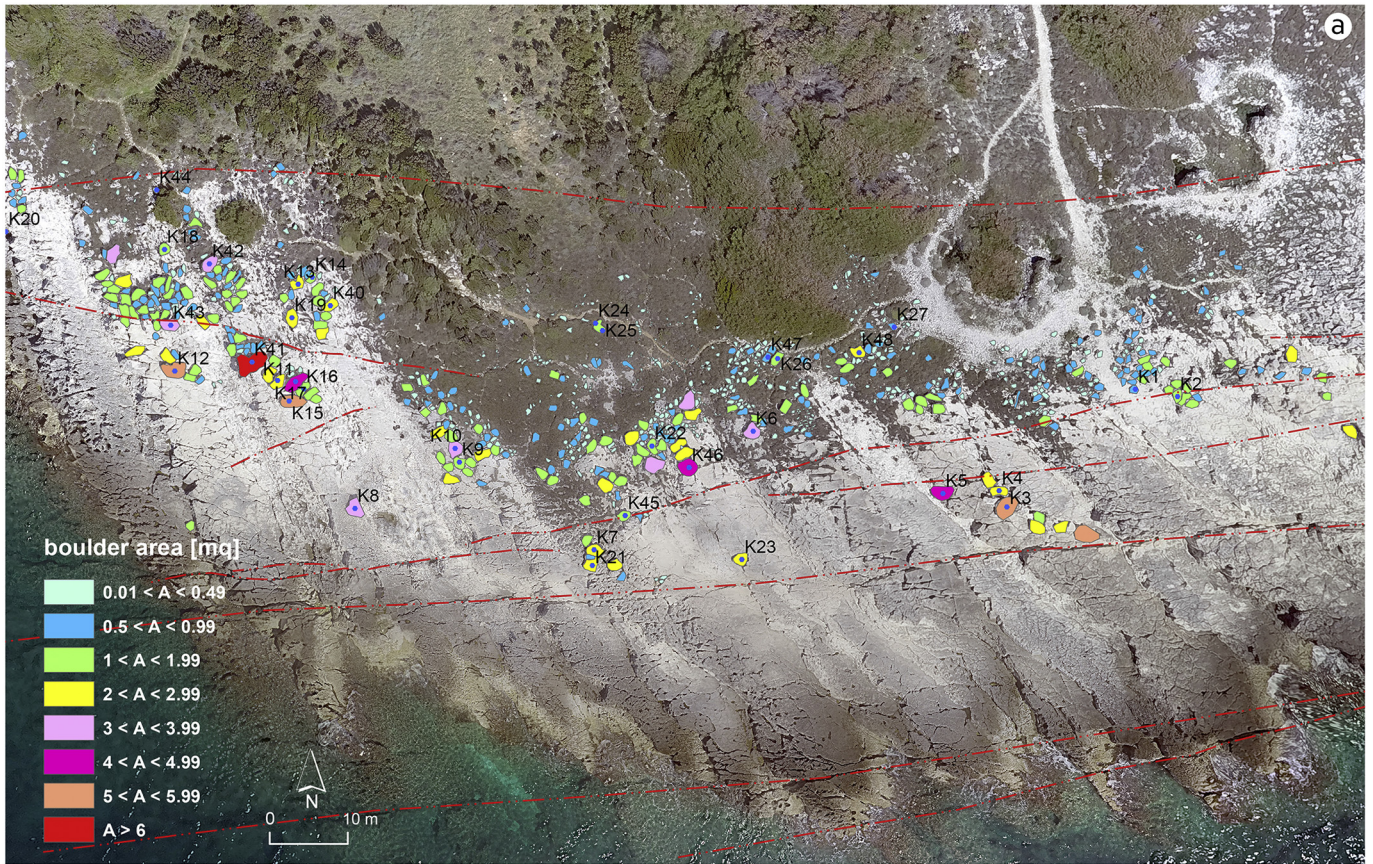 a
K44
K20
K18
K42
K13
K14
K40
K19
K43
K12
K41
K11
K16
K17
K15
K24
K25
K27
K47
K26
K48
K1
K2
K6
K22
K46
K10
K9
K8
K45
K7
K21
K23
K5
K4
K3
boulder area [mq]
0.01 < A < 0.49
0.5 < A < 0.99
1 < A < 1.99
2 < A < 2.99
3 < A < 3.99
4 < A < 4.99
5 < A < 5.99
A > 6
N
0 10 m